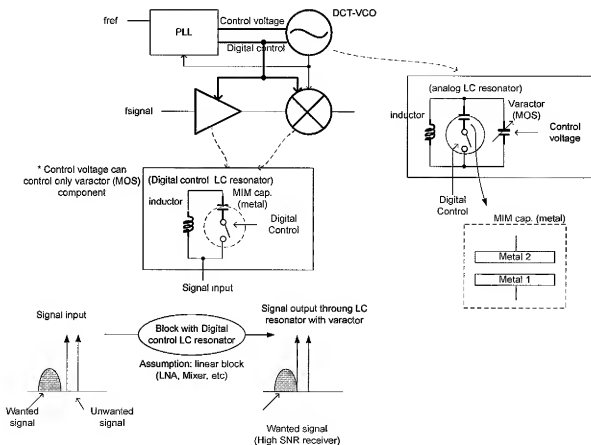 DCT-VCO
fref
PLL
Control voltage
Digital control
fsignal
(analog LC resonator)
inductor
Varactor
(MOS)
Control
voltage
Digital
Control
* Control voltage can
control only varactor (MOS)
component
(Digital control LC resonator)
MIM cap.
(metal)
inductor
Digital
Control
Signal input
MIM cap. (metal)
Metal 2
Metal 1
Signal input
Block with Digital
control LC resonator
Assumption: linear block
(LNA, Mixer, etc)
Signal output throung LC
resonator with varactor
Wanted
signal
Unwanted
signal
Wanted signal
(High SNR receiver)